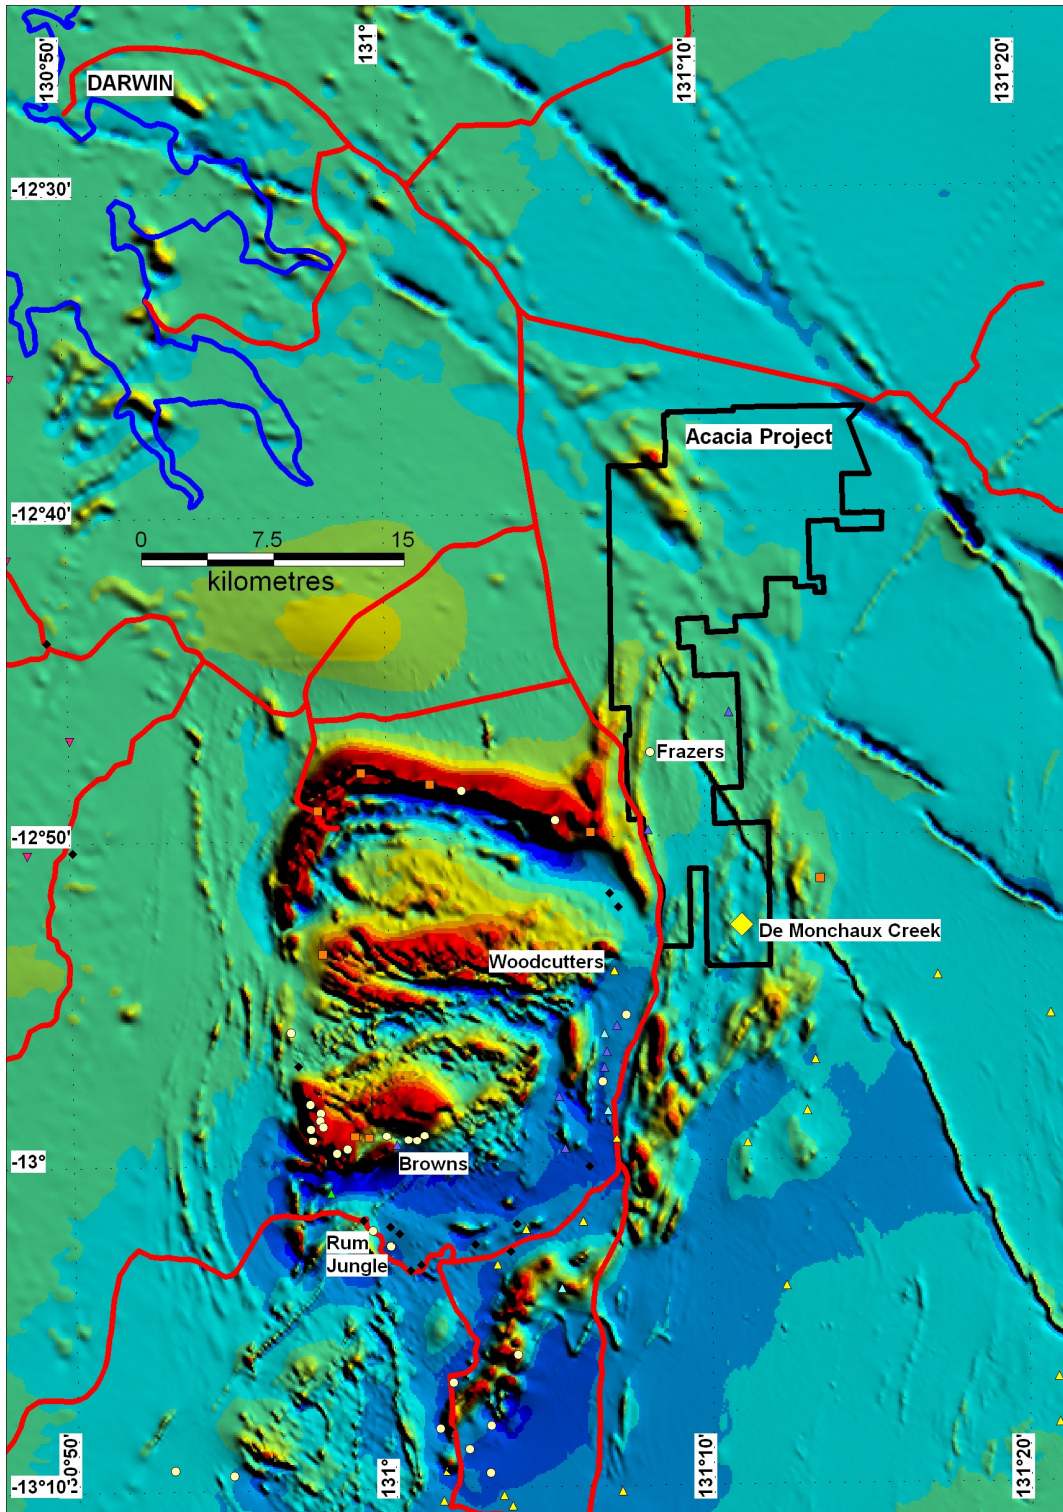 130°50'
131°
131°10'
131°20'
DARWIN
-12°30'
Acacia Project
-12°40'
0 7.5 15
kilometres
Frazers
-12°50'
De Monchaux Creek
Woodcutters
-13°
Browns
Rum
Jungle
-13°10'
130°50'
131°
131°10'
131°20'